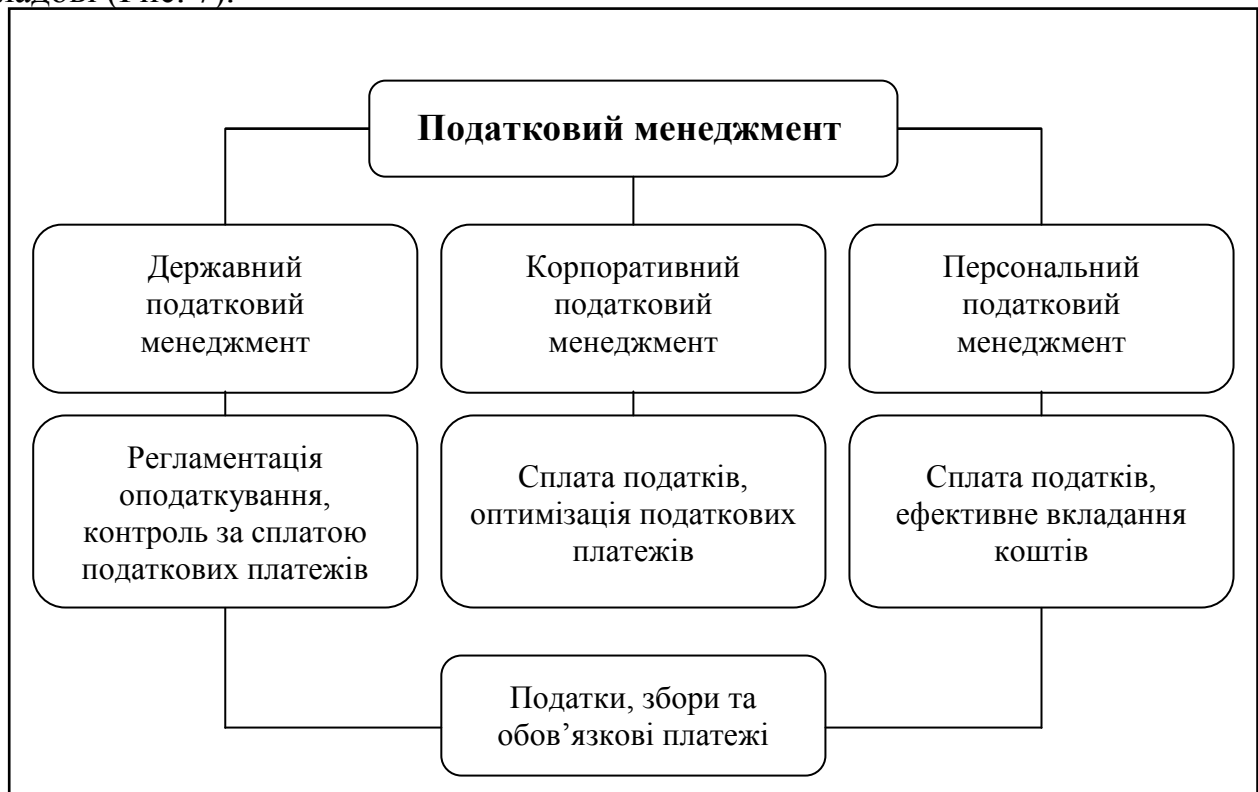 (Рис. 7).
Податковий менеджмент
Державний
податковий
менеджмент
Корпоративний
податковий
менеджмент
Персональний
податковий
менеджмент
Регламентація
оподаткування,
контроль за сплатою
податкових платежів
Сплата податків,
оптимізація податкових
платежів
Сплата податків,
ефективне вкладання
коштів
Податки, збори та
обов’язкові платежі